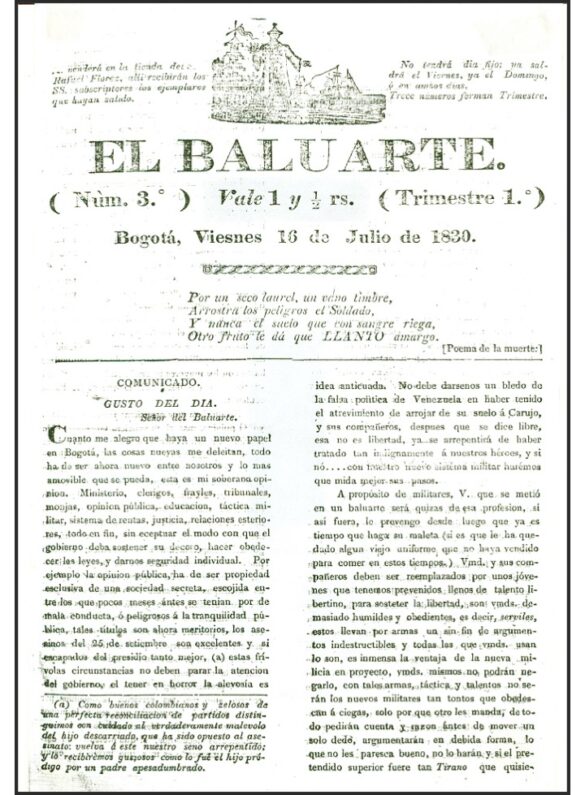 venderá en la tienda de
Rafael Florez, alli recibirán los
SS. subscriptores los ejemplares
que hayan salido.
No tendrá dia fijo; ya sal-
drá el Viernes, ya el Domingo,
ó en ambos dias.
Trece números forman Trimestre.
EL BALUARTE.
( Núm. 3.° ) Vale 1 y ½ rs. ( Trimestre 1.° )
Bogotá, Viesnes 16 de Julio de 1830.
Por un seco laurel, un vano timbre,
Arrostra los peligros el Soldado,
Y nunca el suelo que con sangre riega,
Otro fruto le dá que LLANTO amargo.
[Poema de la muerte:]
COMUNICADO.
GUSTO DEL DIA.
Señor del Baluarte.
Cuanto me alegro que haya un nuevo papel
en Bogotá, las cosas nueyas me deleitan, todo
ha de ser ahora nuevo entre nosotros y lo mas
amovible que se pueda, esta es mi soberana opi-
nion. Ministerio, clerigos, frayles, tribunales,
monjas, opinion pública, educacion, táctica mi-
litar, sistema de rentas, justicia, relaciones esterio-
res, todo en fin, sin eceptuar el modo con que el
gobierno deba sostener su decoro, hacer obede-
cer las leyes, y darnos seguridad individual. Por
ejemplo la opinion pública, ha de ser propiedad
esclusiva de una sociedad secreta, escojida en-
tre los que pocos meses ántes se tenian por de
mala conducta, ó peligrosos á la tranquilidad pú-
blica, tales titulos son ahora meritorios, los ase-
sinos del 25 de setiembre son excelentes y si
escapados del presidio tanto mejor, (a) estas frí-
volas circunstancias no deben parar la atencion
del gobierno, el tener en horror la alevosia es
(a) Como buenos colombianos y zelosos de
una perfecta reconciliacion de partidos distin-
guimos con cuidado al verdaderamente malevolo
del hijo descarriado, que ha sido opuesto al ase-
sinato: vuelva á este nuestro seno arrepentido;
y lo recibirémos gustosos como lo fué el hijo pró-
digo por un padre apesadumbrado.
idea anticuada. No debe darsenos un bledo de
la falsa politica de Venezuela en haber tenido
el atrevimiento de arrojar de su suelo á Carujo,
y sus compañeros, despues que se dice libre,
esa no es libertad, ya se arrepentirá de haber
tratado tan indignamente á nuestros héroes, y si
nó.... con nuestro nuevo sistema militar harémos
que mida mejor sus pasos.
A propósito de militares, V. que se metió
en un baluarte será quizas de esa profesion, si
asi fuera, le prevengo desde luego que ya es
tiempo que haga su maleta (si es que le ha que-
dado algun viejo uniforme que no haya vendido
para comer en estos tiempos.) Vmd. y sus com-
pañeros deben ser reemplazados por unos jóve-
nes que tenemos prevenidos llenos de talento li-
bertino, para sosteter la libertad, son vmds. de-
masiado humildes y obedientes, es decir, serviles,
estos llevan por armas un sin fin de argumen-
tos indestructibles y todas las que vmds. usan
lo son, es inmensa la ventaja de la nueva mi-
licia en proyecto, vmds. mismos no podrán ne-
garlo, con tales armas, táctica y talentos no se-
rán los nuevos militares tan tontos que obedes-
can á ciegas, solo por que otro les manda, de to-
do pedirán cuenta y razon ántes de mover un
solo dedo, argumentarán en debida forma, lo
que no les paresca bueno, no lo harán y si el pre-
tendido superior fuere tan Tirano que quisie-